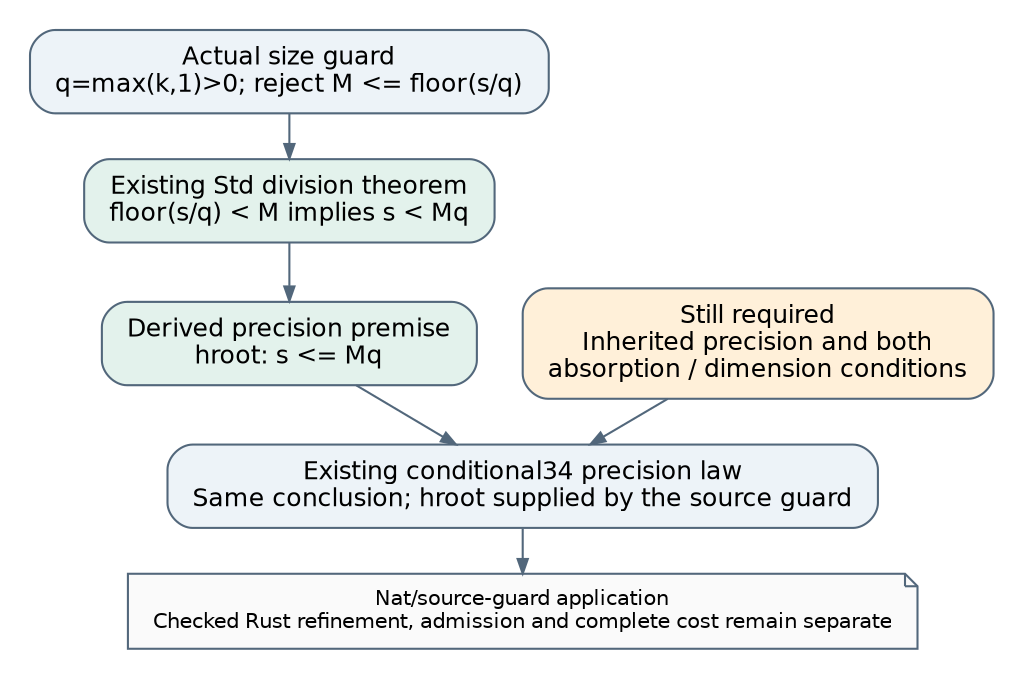 Actual size guard
q=max(k,1)>0; reject M <= floor(s/q)
Existing Std division theorem
floor(s/q) < M implies s < Mq
Derived precision premise
hroot: s <= Mq
Still required
Inherited precision and both
absorption / dimension conditions
Existing conditional34 precision law
Same conclusion; hroot supplied by the source guard
Nat/source-guard application
Checked Rust refinement, admission and complete cost remain separate